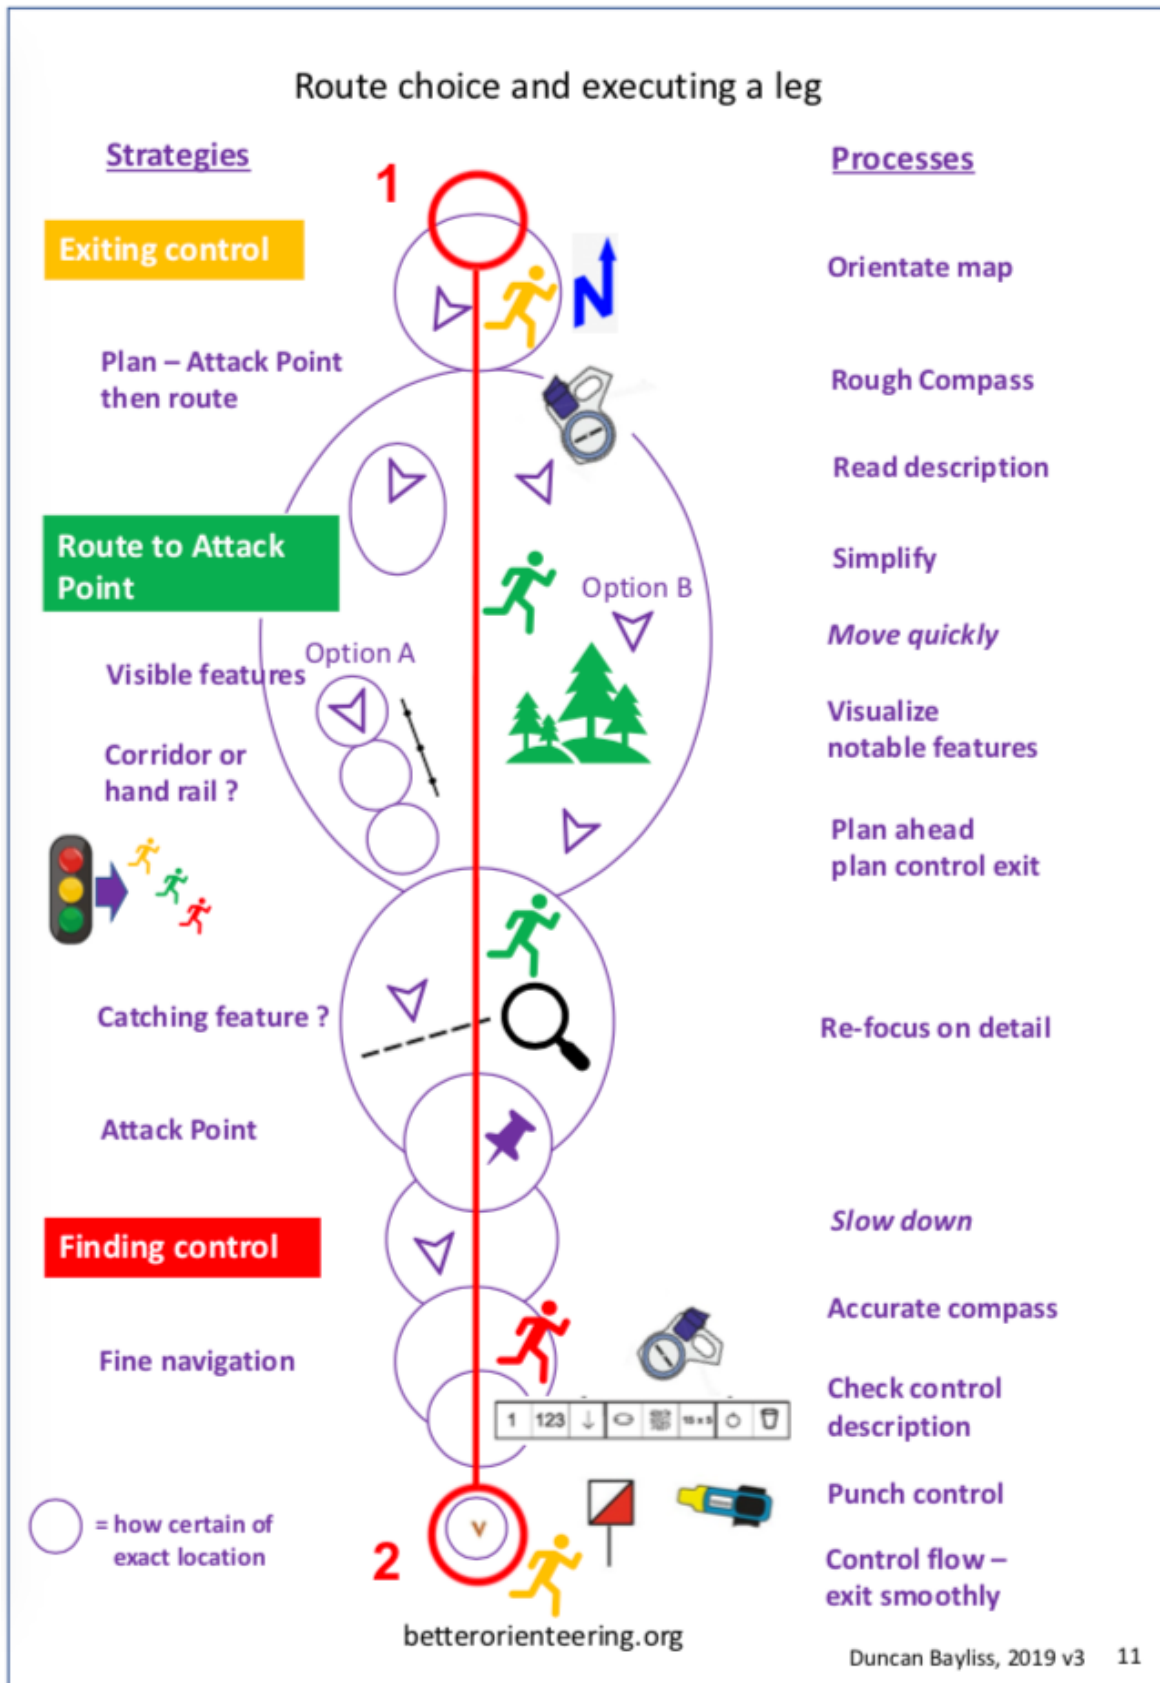 Route choice and executing a leg
Strategies
Processes
1
Exiting control
N
Orientate map
Plan – Attack Point
then route
Rough Compass
Read description
Route to Attack
Point
Simplify
Option B
Move quickly
Option A
Visible features
Visualize
notable features
Corridor or
hand rail ?
Plan ahead
plan control exit
Catching feature ?
Re-focus on detail
Attack Point
Slow down
Finding control
Accurate compass
Fine navigation
Check control
description
1 123 ↓ 15 x 5
Punch control
= how certain of
exact location
V
2
Control flow –
exit smoothly
betterorienteering.org
Duncan Bayliss, 2019 v3 11